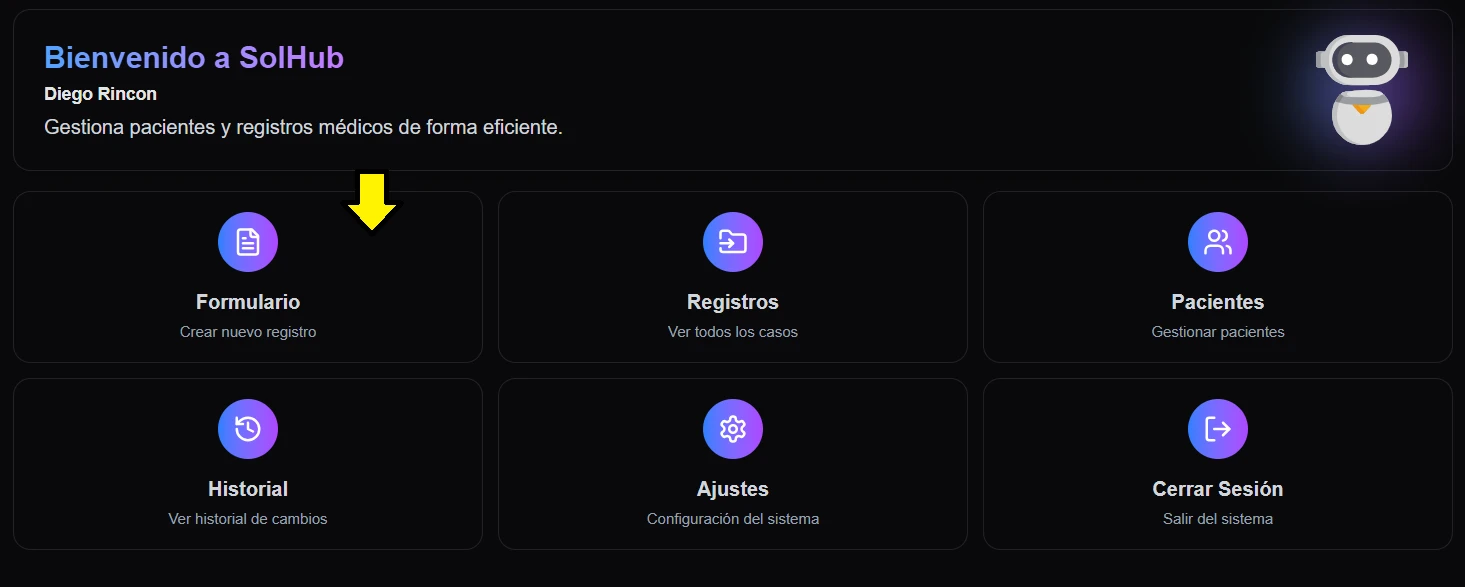 Bienvenido a SolHub
Diego Rincon
Gestiona pacientes y registros médicos de forma eficiente.
Formulario
Crear nuevo registro
Registros
Ver todos los casos
Pacientes
Gestionar pacientes
Historial
Ver historial de cambios
Ajustes
Configuración del sistema
Cerrar Sesión
Salir del sistema